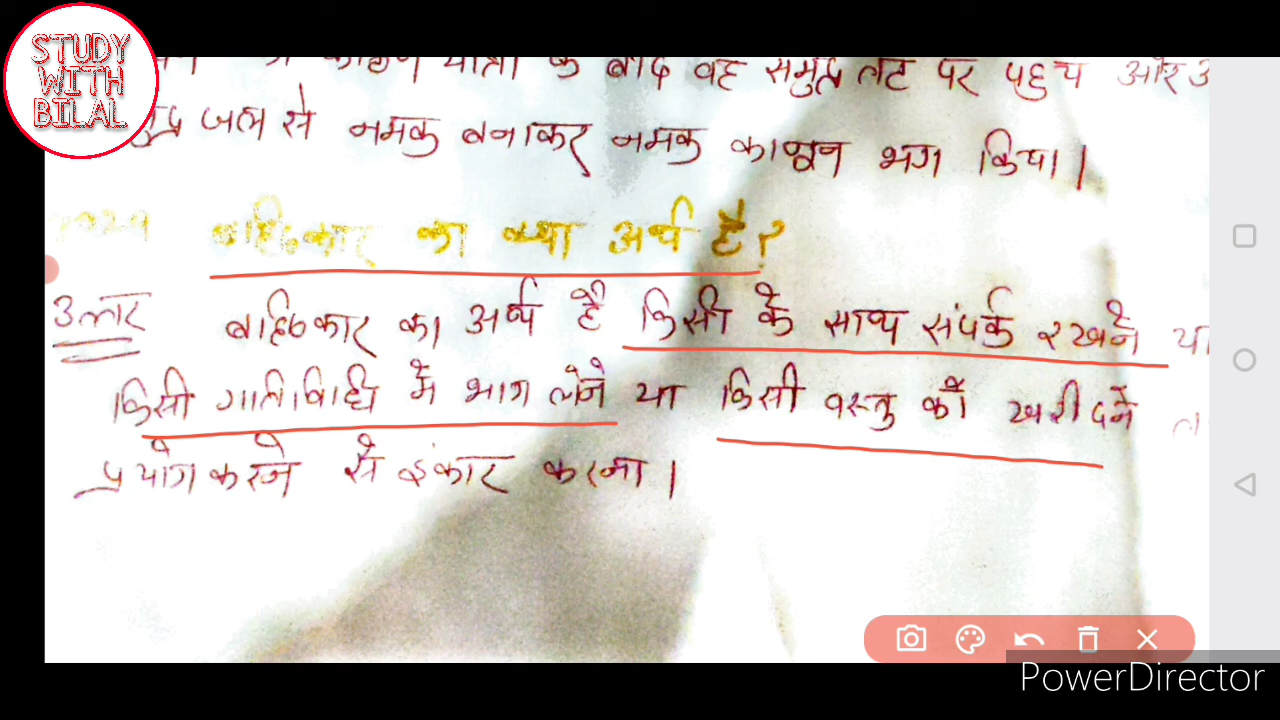 STUDY
WITH
BILAL
के बाद वह समुद्र तट पर पहुचे और
जल से नमक बनाकर नमक कानून भंग किया।
बहिष्कार का क्या अर्थ है?
उत्तर बहिष्कार का अर्थ है किसी के साथ संपर्क रखने या
किसी गतिविधि में भाग लेने या किसी वस्तु को खरीदने
प्रयोग करने से इंकार करना।
PowerDirector